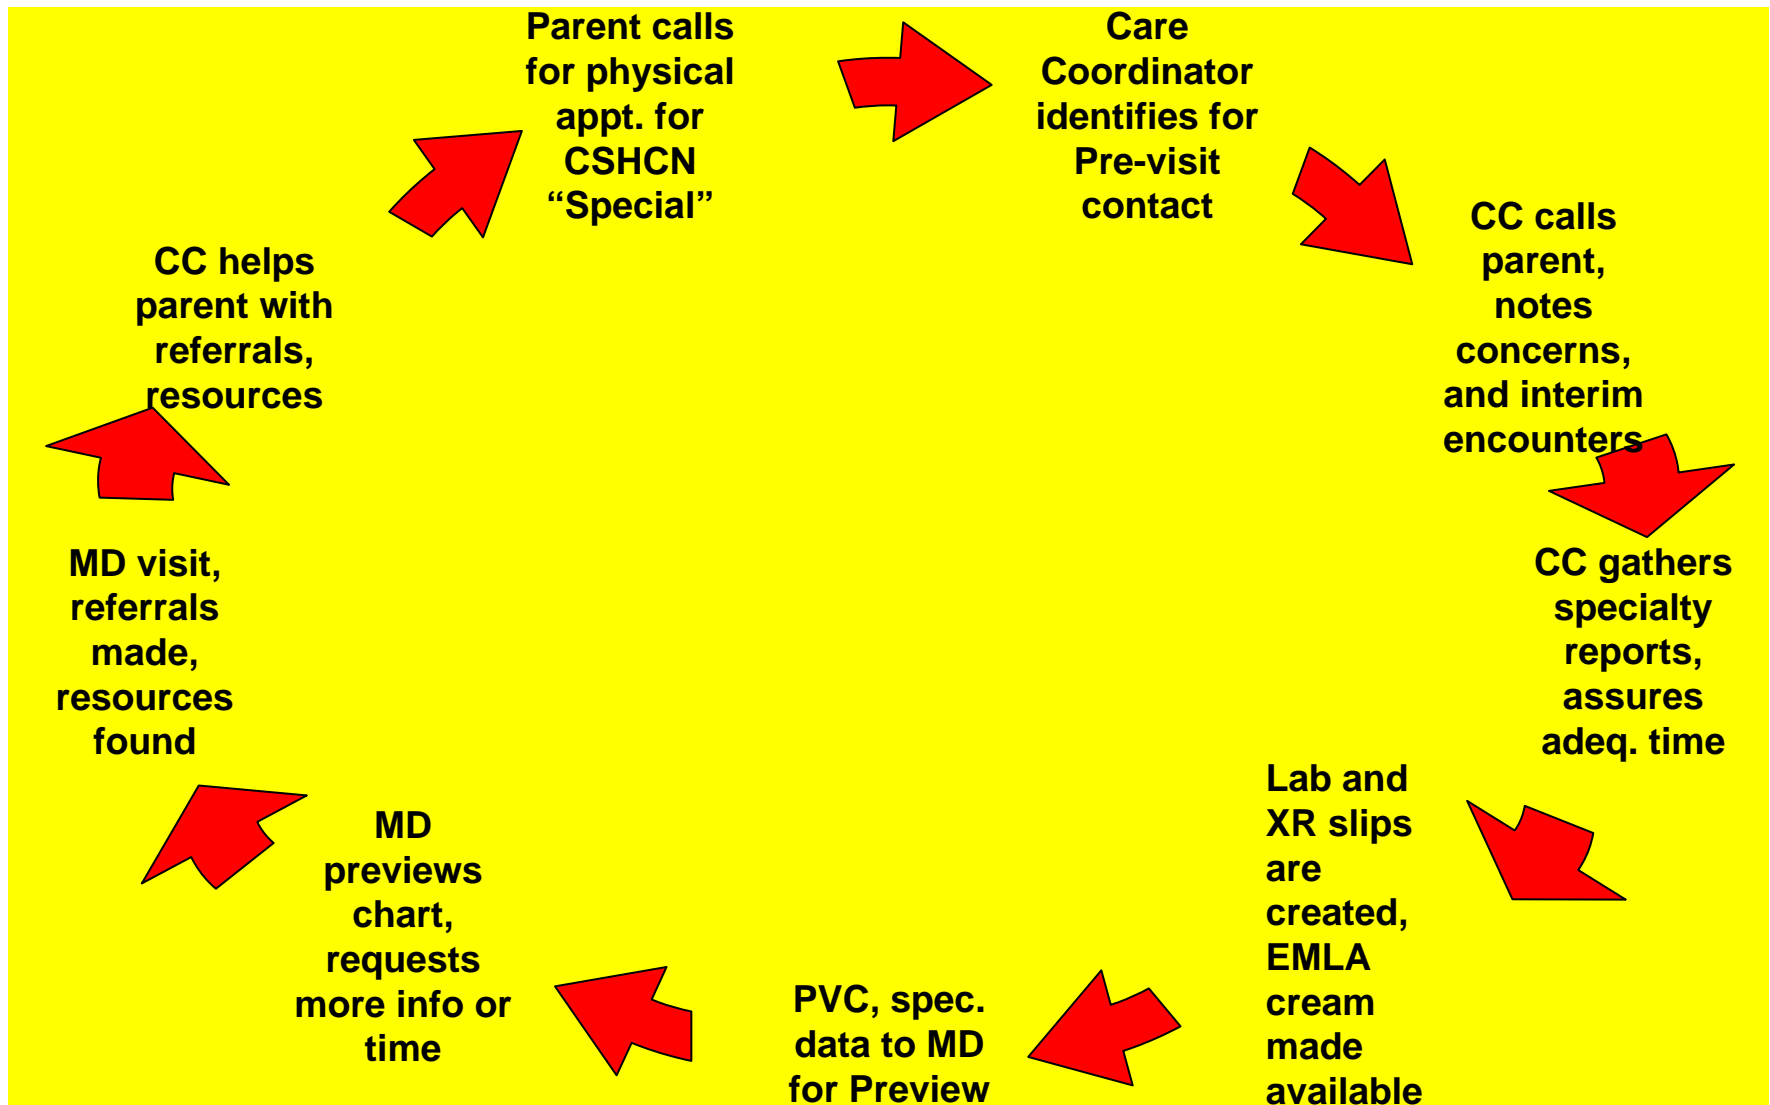 Parent calls
for physical
appt. for
CSHCN
“Special”
Care
Coordinator
identifies for
Pre-visit
contact
CC calls
parent,
notes
concerns,
and interim
encounters
CC gathers
specialty
reports,
assures
adeq. time
Lab and
XR slips
are
created,
EMLA
cream
made
available
PVC, spec.
data to MD
for Preview
MD
previews
chart,
requests
more info or
time
MD visit,
referrals
made,
resources
found
CC helps
parent with
referrals,
resources